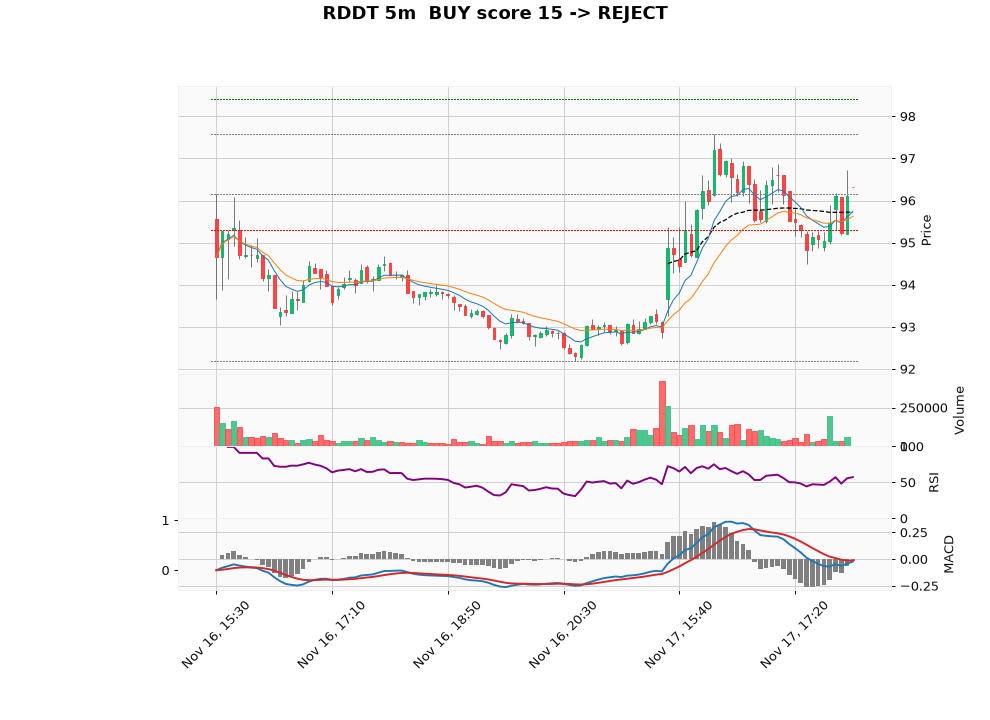 RDDT 5m  BUY score 15 -> REJECT
98
97
96
95
94
93
92
Price
250000
0
Volume
100
50
0
RSI
1
0
0.25
0.00
−0.25
MACD
Nov 16, 15:30
Nov 16, 17:10
Nov 16, 18:50
Nov 16, 20:30
Nov 17, 15:40
Nov 17, 17:20